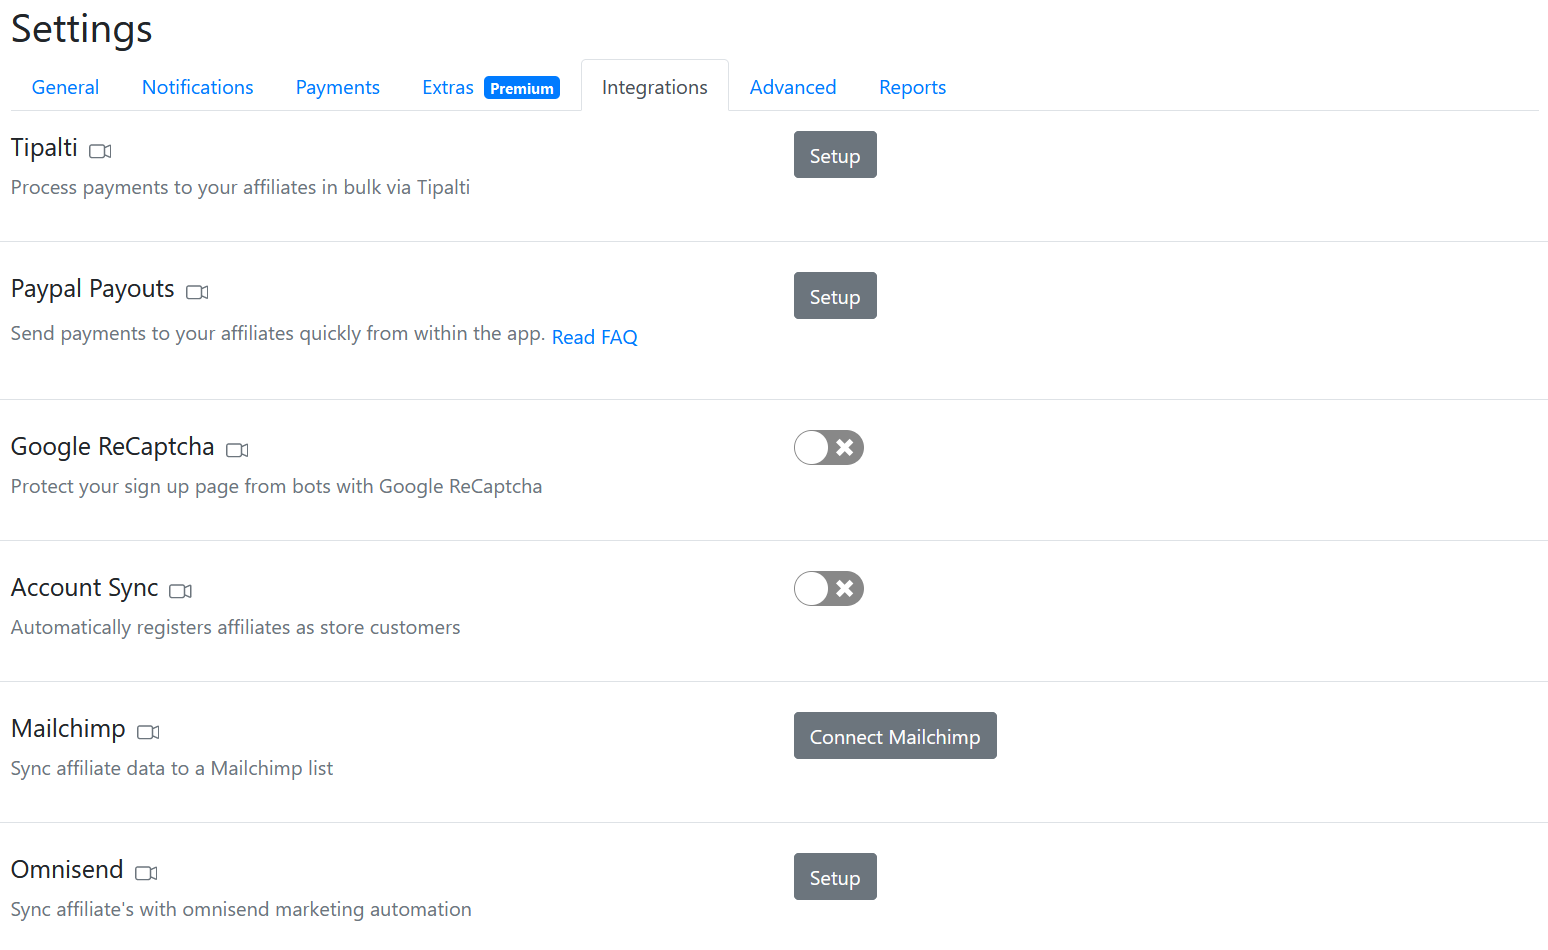 Settings
General Notifications Payments Extras Premium Integrations Advanced Reports
Tipalti Setup
Process payments to your affiliates in bulk via Tipalti
Paypal Payouts Setup
Send payments to your affiliates quickly from within the app. Read FAQ
Google ReCaptcha
Protect your sign up page from bots with Google ReCaptcha
Account Sync
Automatically registers affiliates as store customers
Mailchimp Connect Mailchimp
Sync affiliate data to a Mailchimp list
Omnisend Setup
Sync affiliate's with omnisend marketing automation